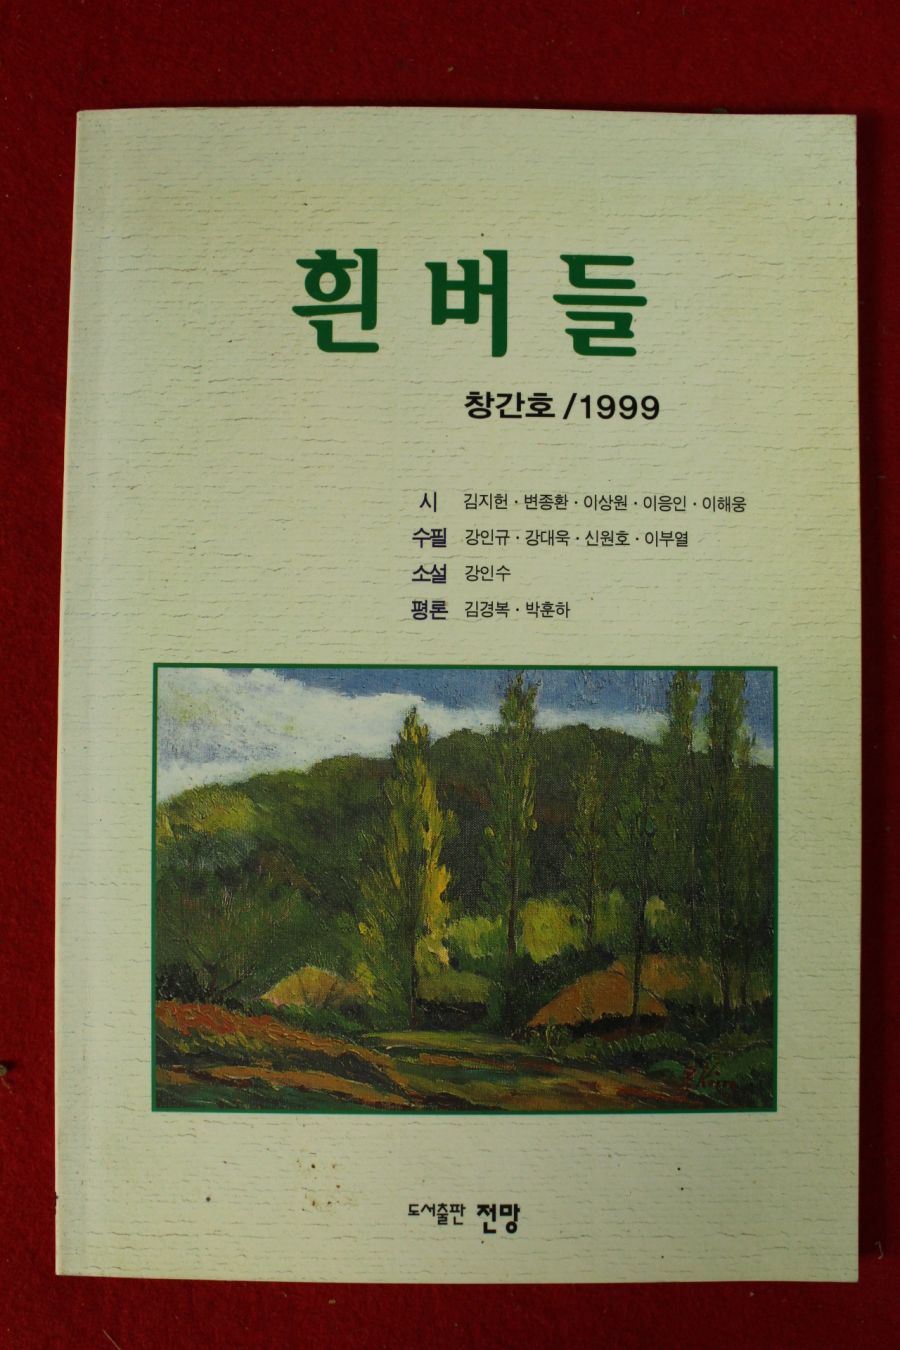 흰버들
창간호 /1999
시 김지헌 · 변종환 · 이상원 · 이응인 · 이해웅
수필 강인규 · 강대욱 · 신원호 · 이부열
소설 강인수
평론 김경복 · 박훈하
도서출판 전망